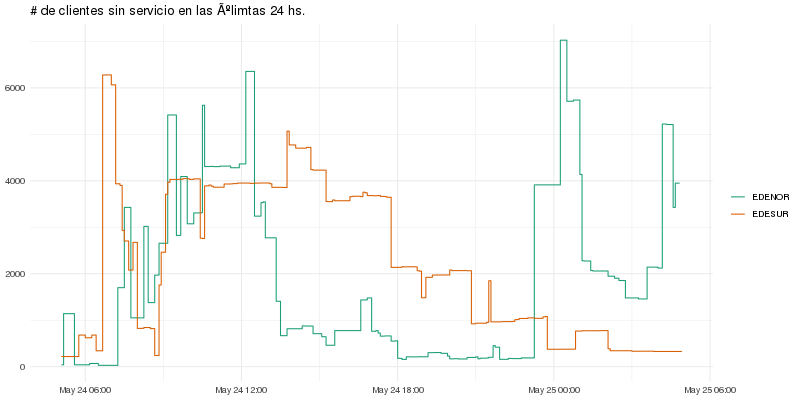 # de clientes sin servicio en las Ãºlimtas 24 hs.
6000
4000
2000
0
May 24 06:00
May 24 12:00
May 24 18:00
May 25 00:00
May 25 06:00
EDENOR
EDESUR